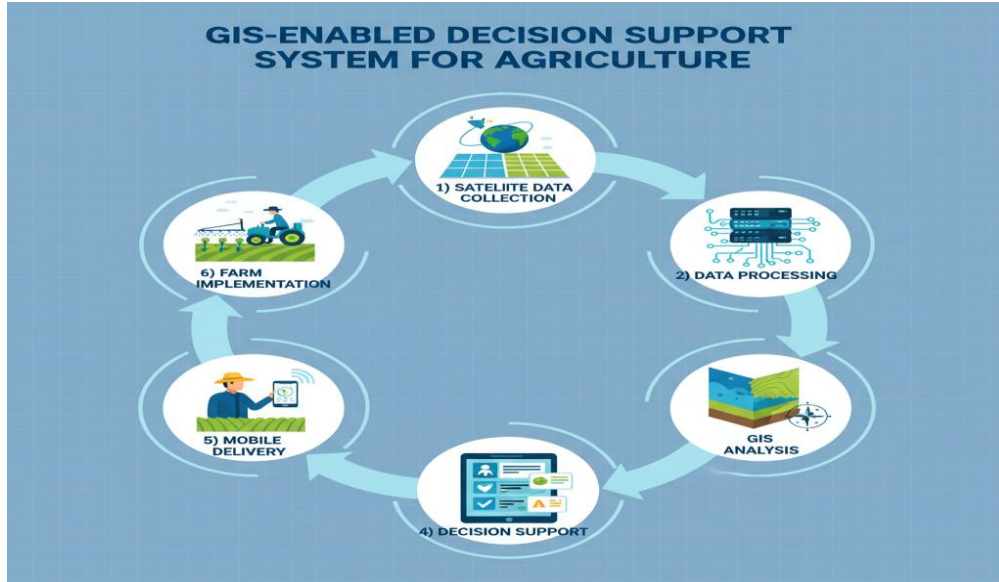 GIS-ENABLED DECISION SUPPORT
SYSTEM FOR AGRICULTURE
1) SATELIITE DATA
COLLECTION
2) DATA PROCESSING
GIS
ANALYSIS
4) DECISION SUPPORT
5) MOBILE
DELIVERY
6) FARM
IMPLEMENTATION